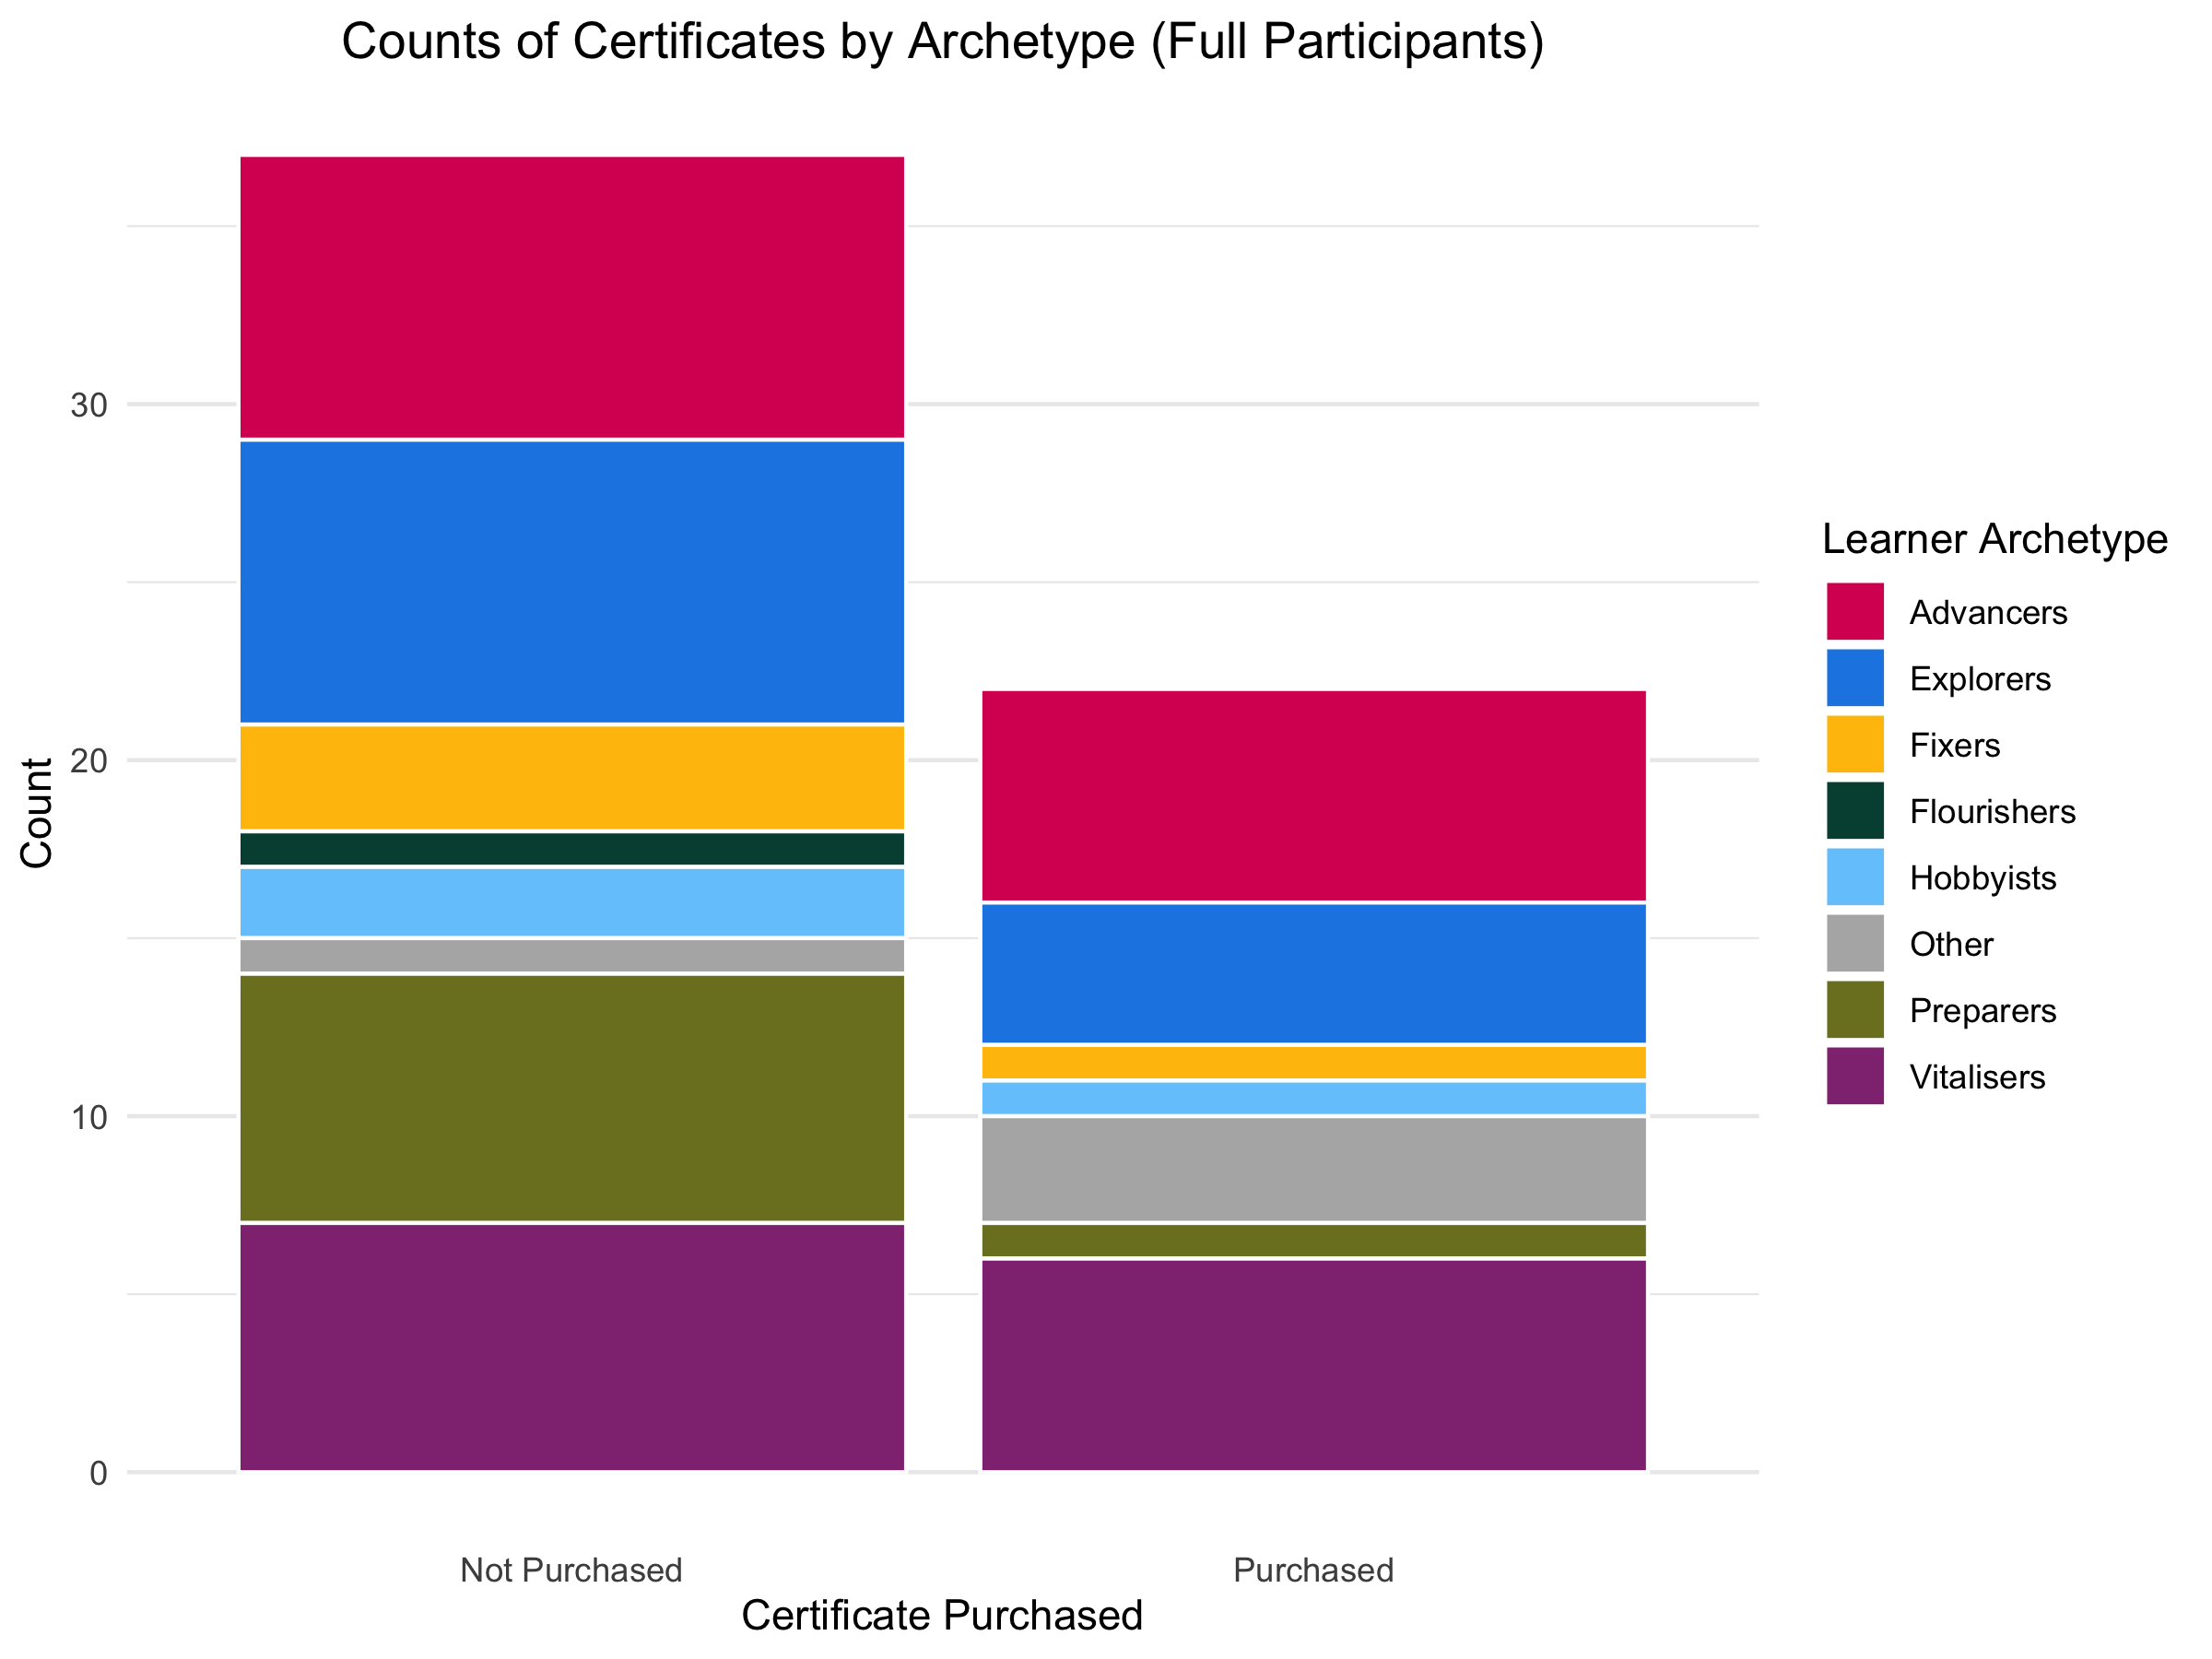 Counts of Certificates by Archetype (Full Participants)
Count
30
20
10
0
Not Purchased
Purchased
Certificate Purchased
Learner Archetype
Advancers
Explorers
Fixers
Flourishers
Hobbyists
Other
Preparers
Vitalisers